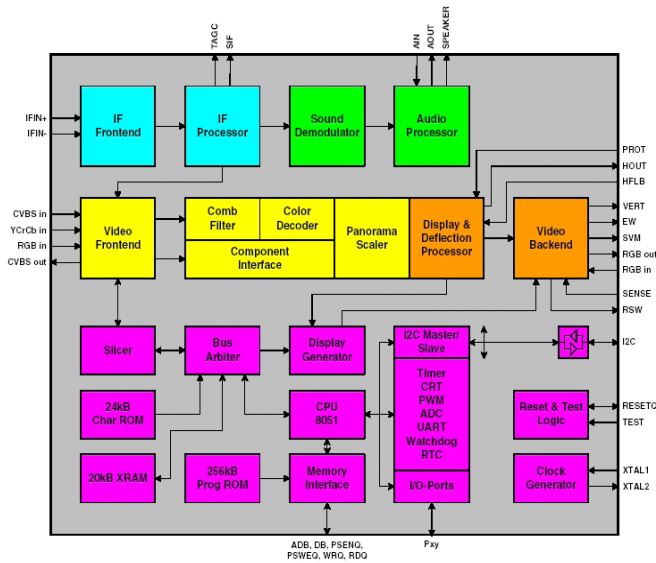 TAGC
SIF
AIN
AOUT
SPEAKER
IFIN+
IFIN-
IF
Frontend
IF
Processor
Sound
Demodulator
Audio
Processor
PROT
HOUT
HFLB
CVBS in
YCrCb in
RGB in
CVBS out
Video
Frontend
Comb
Filter
Color
Decoder
Component
Interface
Panorama
Scaler
Display &
Deflection
Processor
Video
Backend
VERT
EW
SVM
RGB out
RGB in
SENSE
RSW
Slicer
Bus
Arbiter
Display
Generator
I2C Master/
Slave
I2C
24kB
Char ROM
CPU
8051
Timer
CRT
PWM
ADC
UART
Watchdog
RTC
Reset & Test
Logic
RESETQ
TEST
20kB XRAM
256kB
Prog ROM
Memory
Interface
I/O-Ports
Clock
Generator
XTAL1
XTAL2
ADB, DB, PSENQ,
PSWEQ, WRQ, RDQ
Pxy